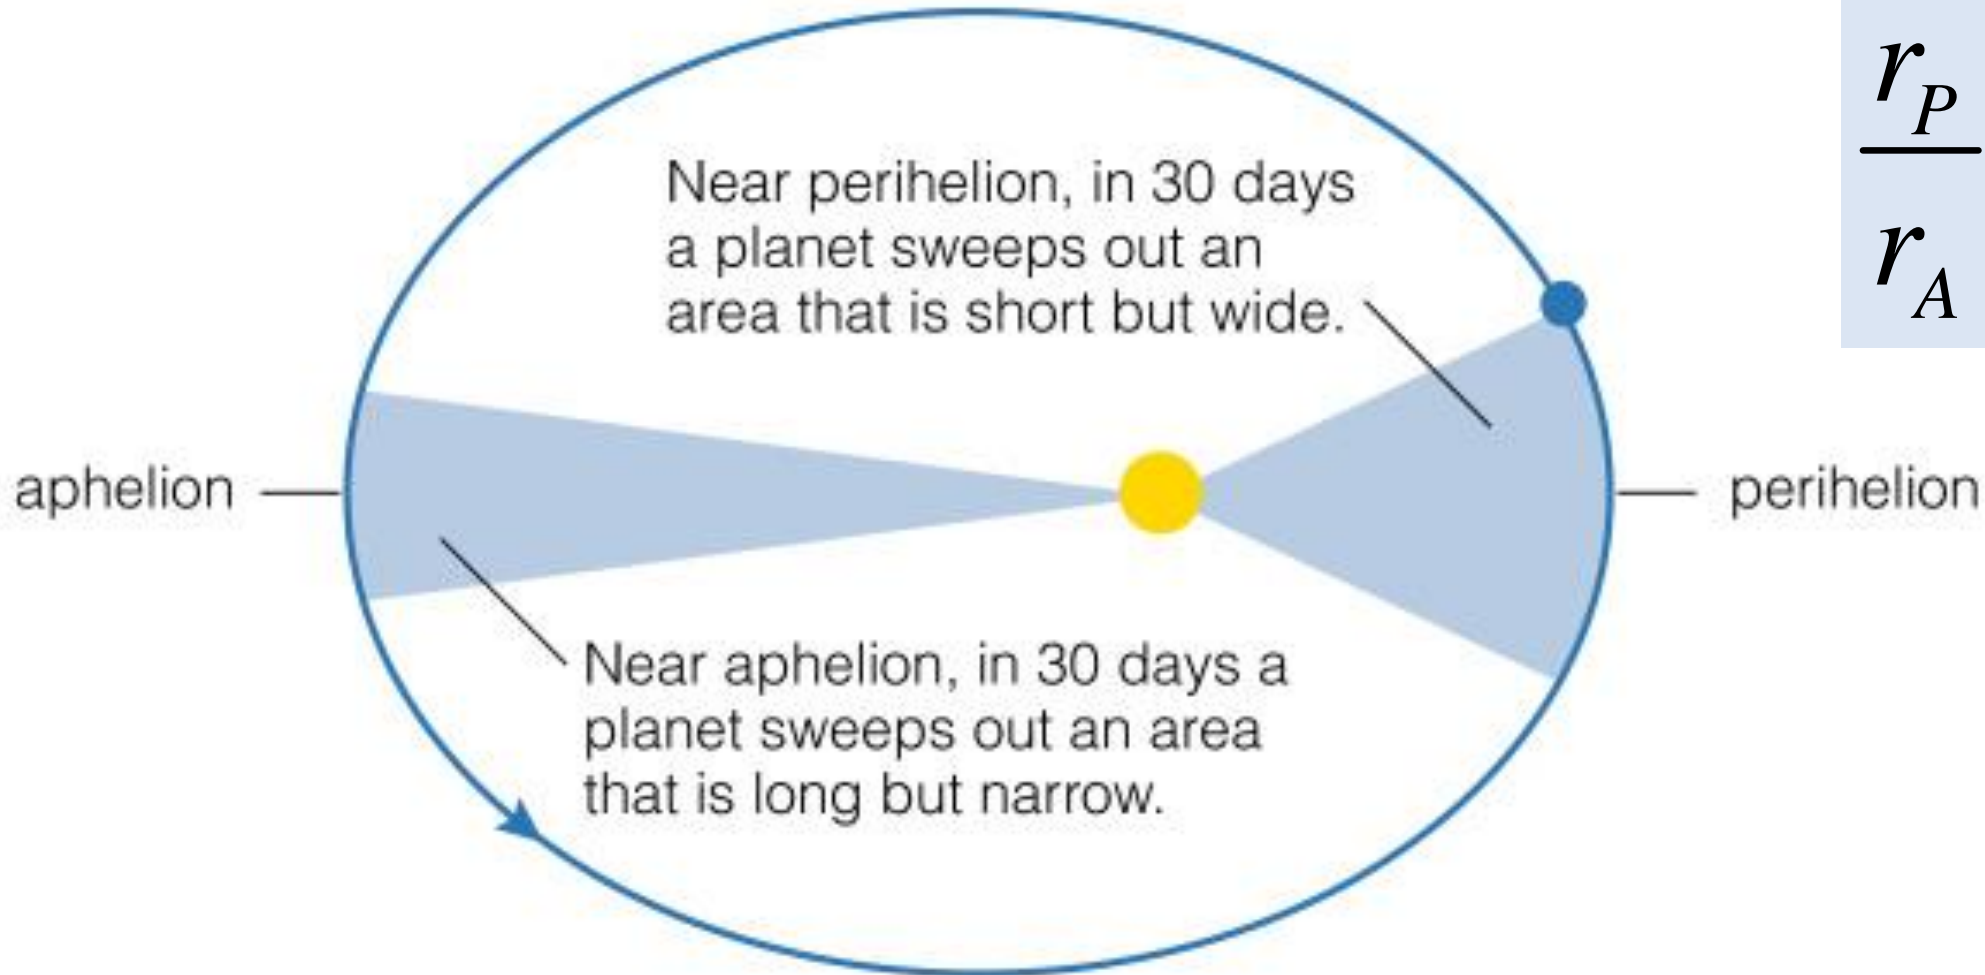 Near perihelion, in 30 days
a planet sweeps out an
area that is short but wide.
r_P
r_A
aphelion
perihelion
Near aphelion, in 30 days a
planet sweeps out an area
that is long but narrow.